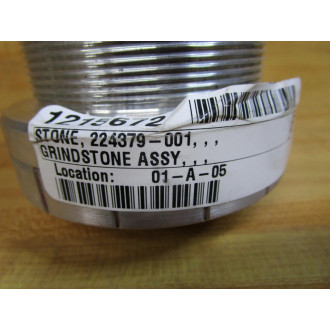 1215672
STONE, 224379-001,,,
GRINDSTONE ASSY,,,
Location: 01-A-05